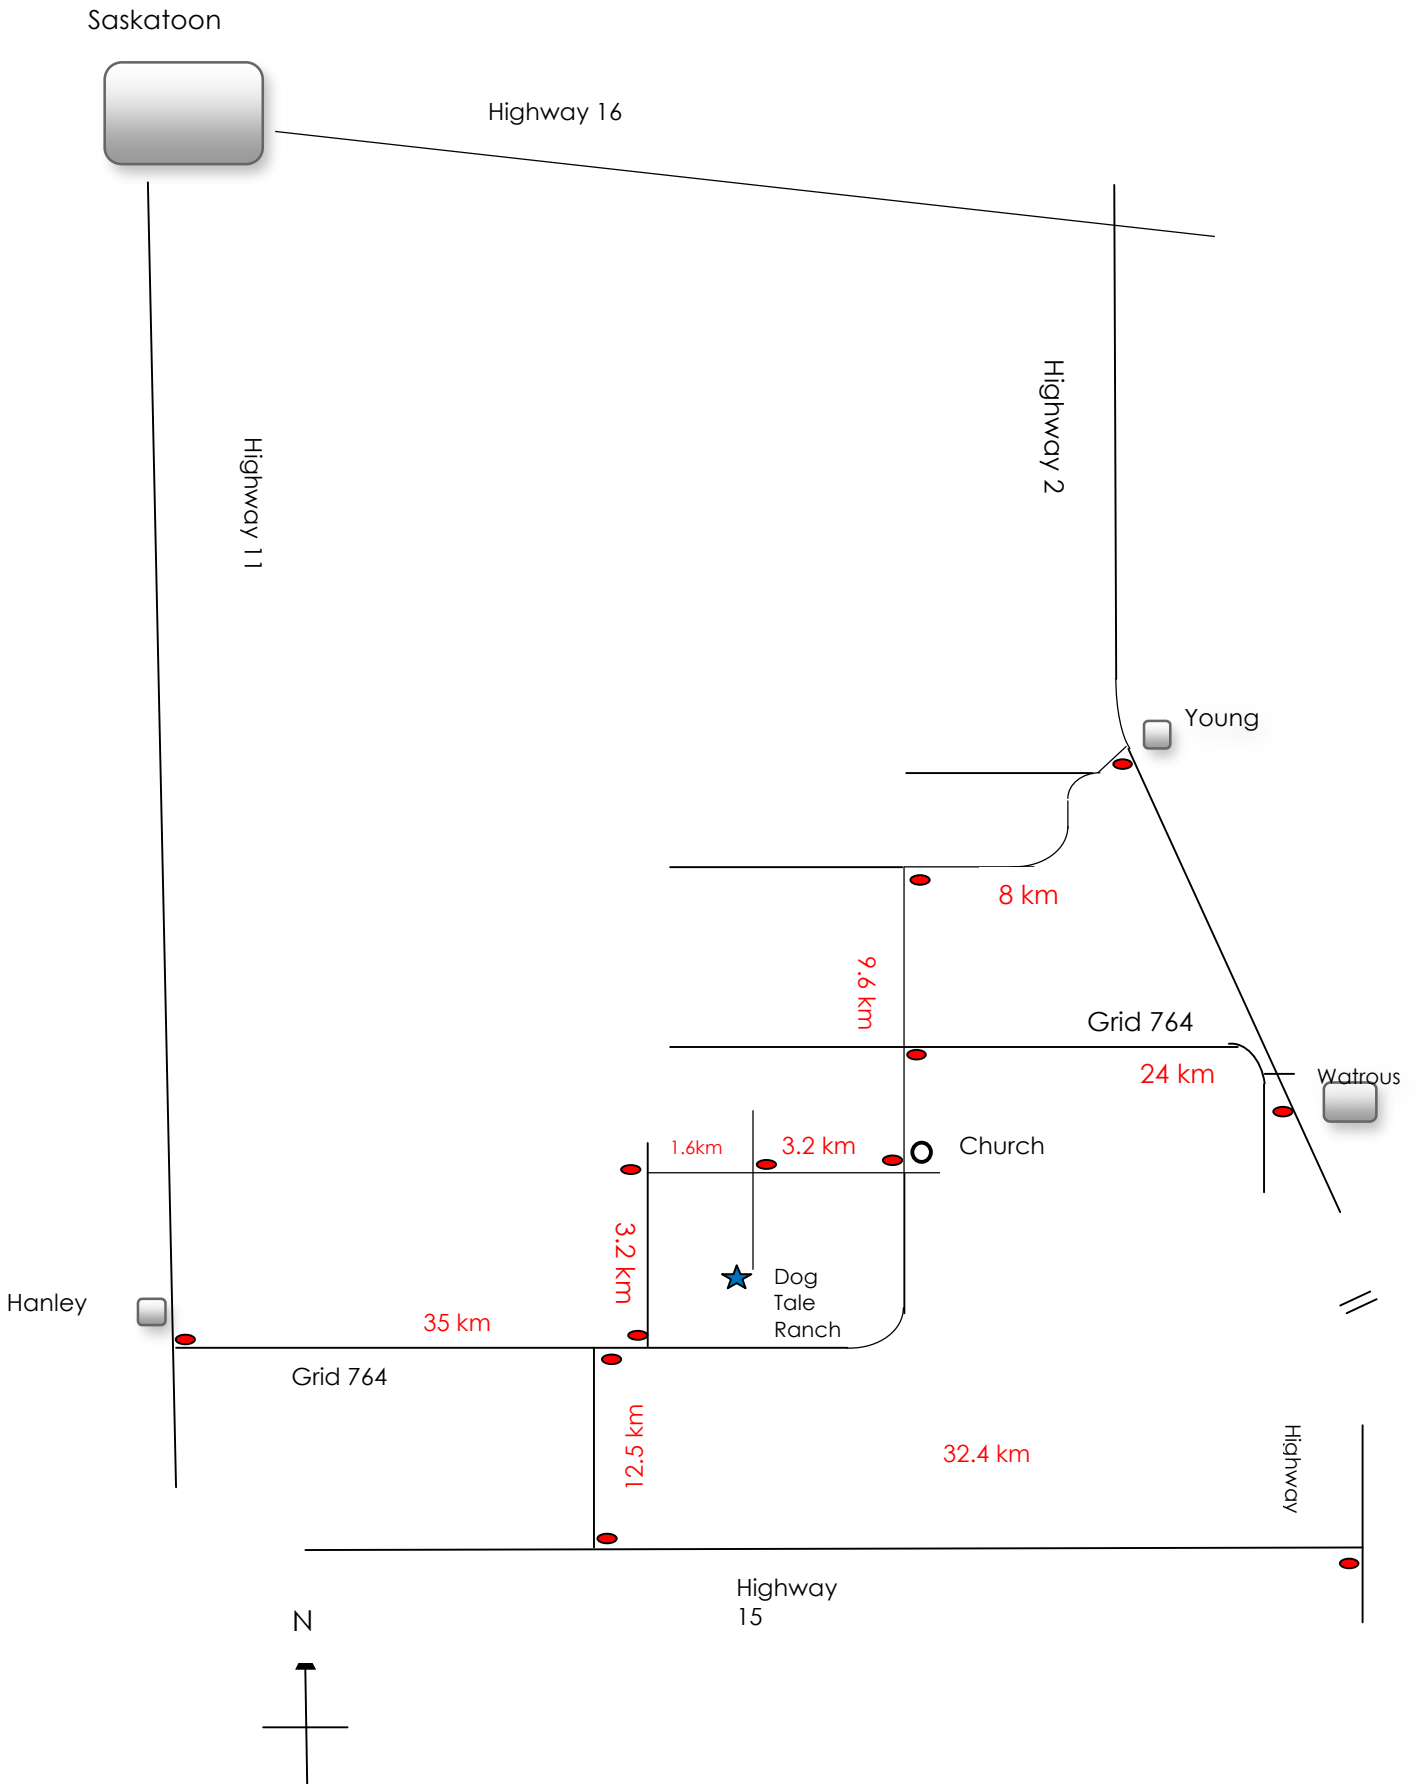 Saskatoon
Highway 16
Highway 2
Highway 11
Young
8 km
9.6 km
Grid 764
24 km
Watrous
1.6km
3.2 km
Church
3.2 km
Dog
Tale
Ranch
Hanley
35 km
Grid 764
12.5 km
32.4 km
Highway
Highway
15
N